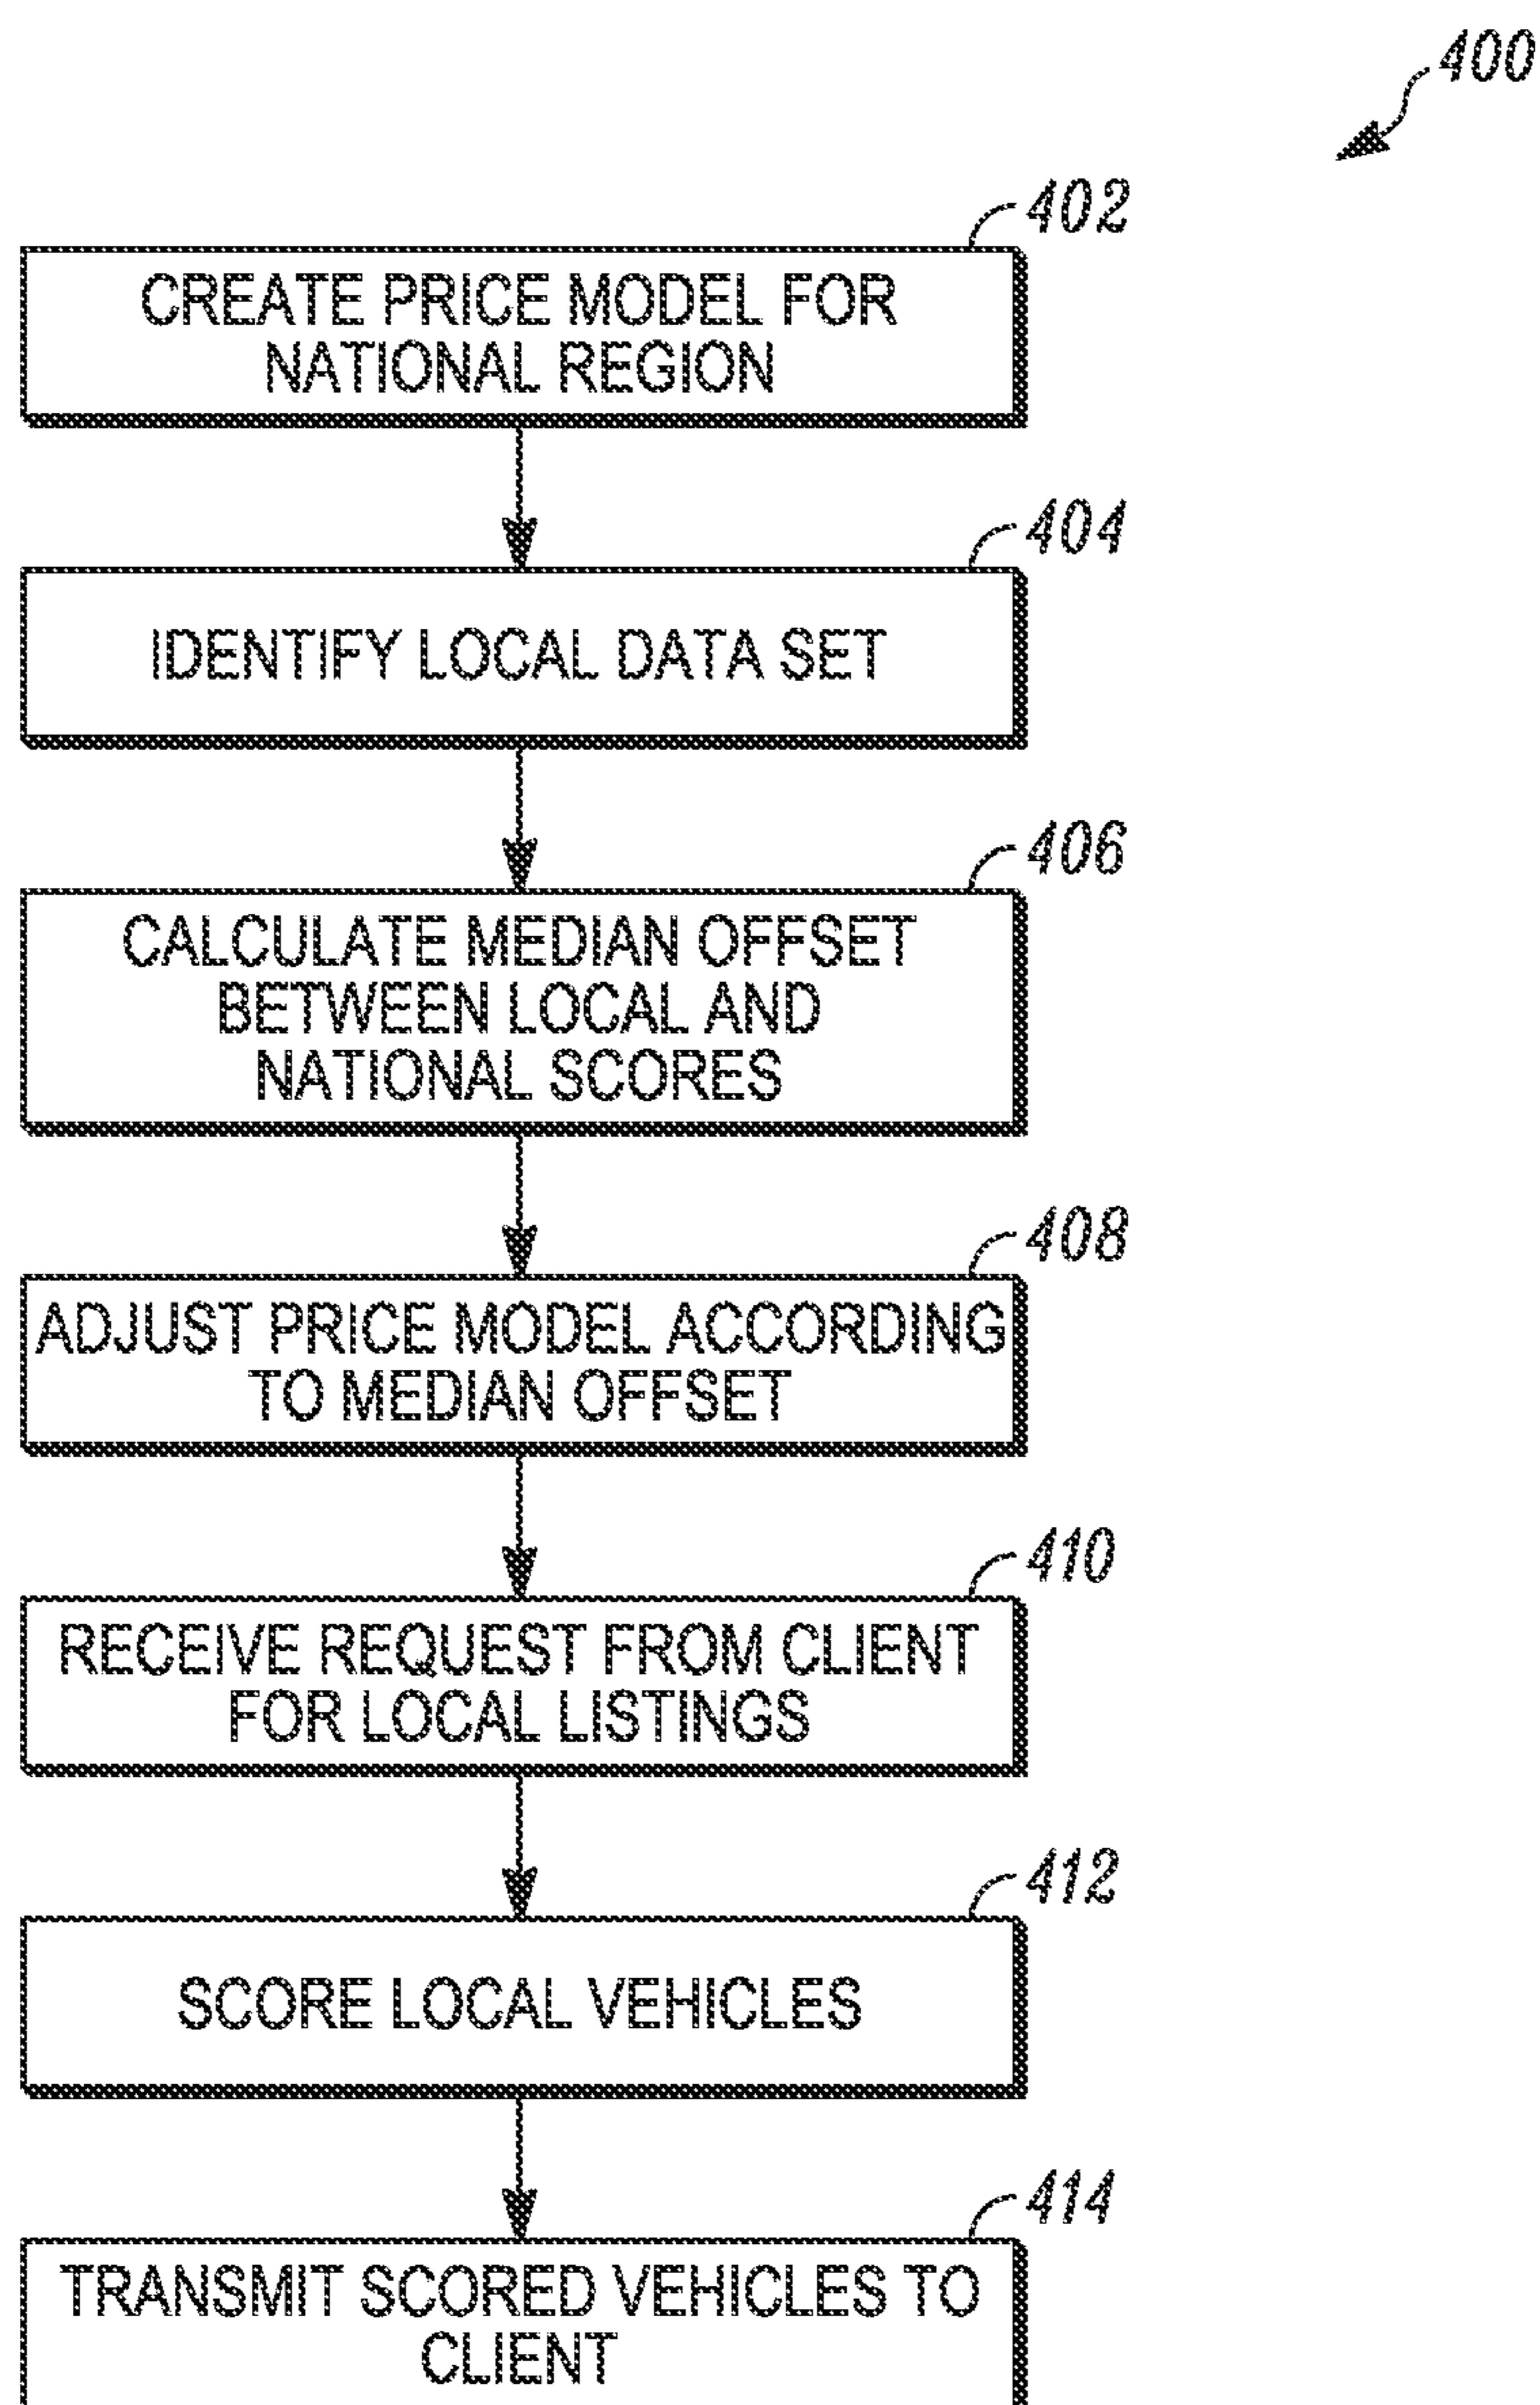 400
402
CREATE PRICE MODEL FOR
NATIONAL REGION
404
IDENTIFY LOCAL DATA SET
406
CALCULATE MEDIAN OFFSET
BETWEEN LOCAL AND
NATIONAL SCORES
408
ADJUST PRICE MODEL ACCORDING
TO MEDIAN OFFSET
410
RECEIVE REQUEST FROM CLIENT
FOR LOCAL LISTINGS
412
SCORE LOCAL VEHICLES
414
TRANSMIT SCORED VEHICLES TO
CLIENT